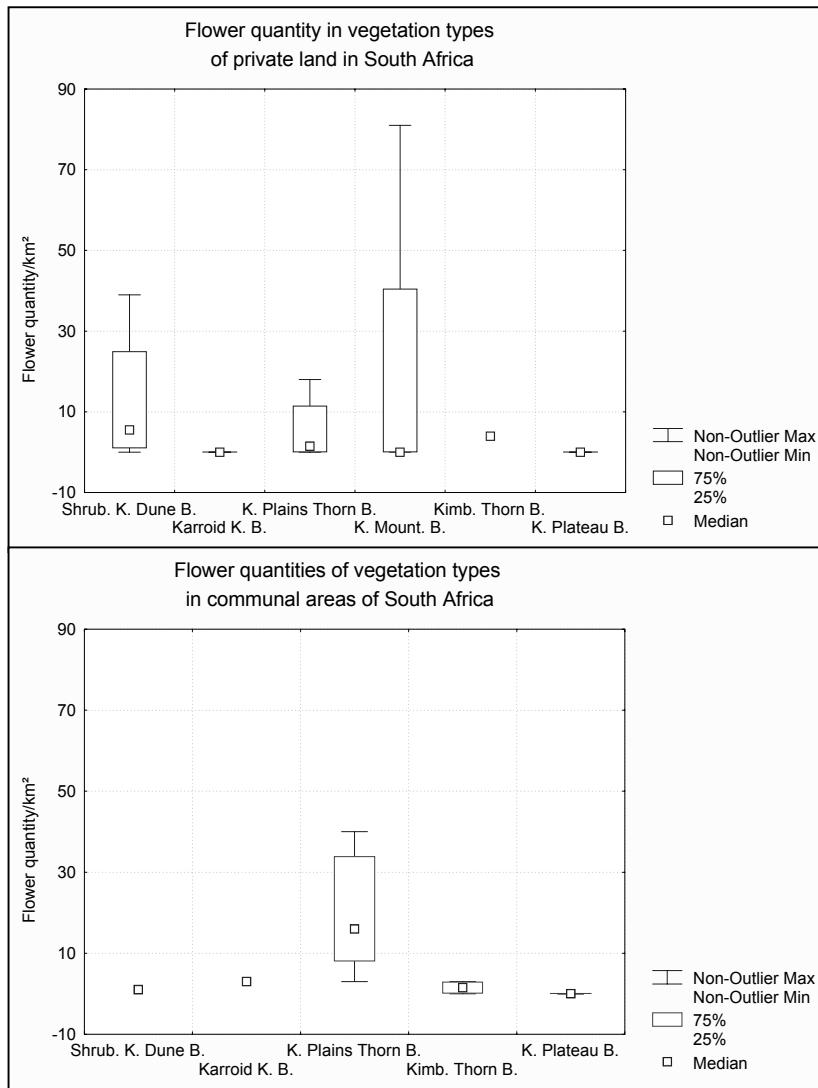 Flower quantity in vegetation types
of private land in South Africa
90
70
50
30
10
-10
Flower quantity/km²
Shrub. K. Dune B.
Karroid K. B.
K. Plains Thorn B.
K. Mount. B.
Kimb. Thorn B.
K. Plateau B.
Non-Outlier Max
Non-Outlier Min
75%
25%
Median
Flower quantities of vegetation types
in communal areas of South Africa
90
70
50
30
10
-10
Flower quantity/km²
Shrub. K. Dune B.
Karroid K. B.
K. Plains Thorn B.
Kimb. Thorn B.
K. Plateau B.
Non-Outlier Max
Non-Outlier Min
75%
25%
Median